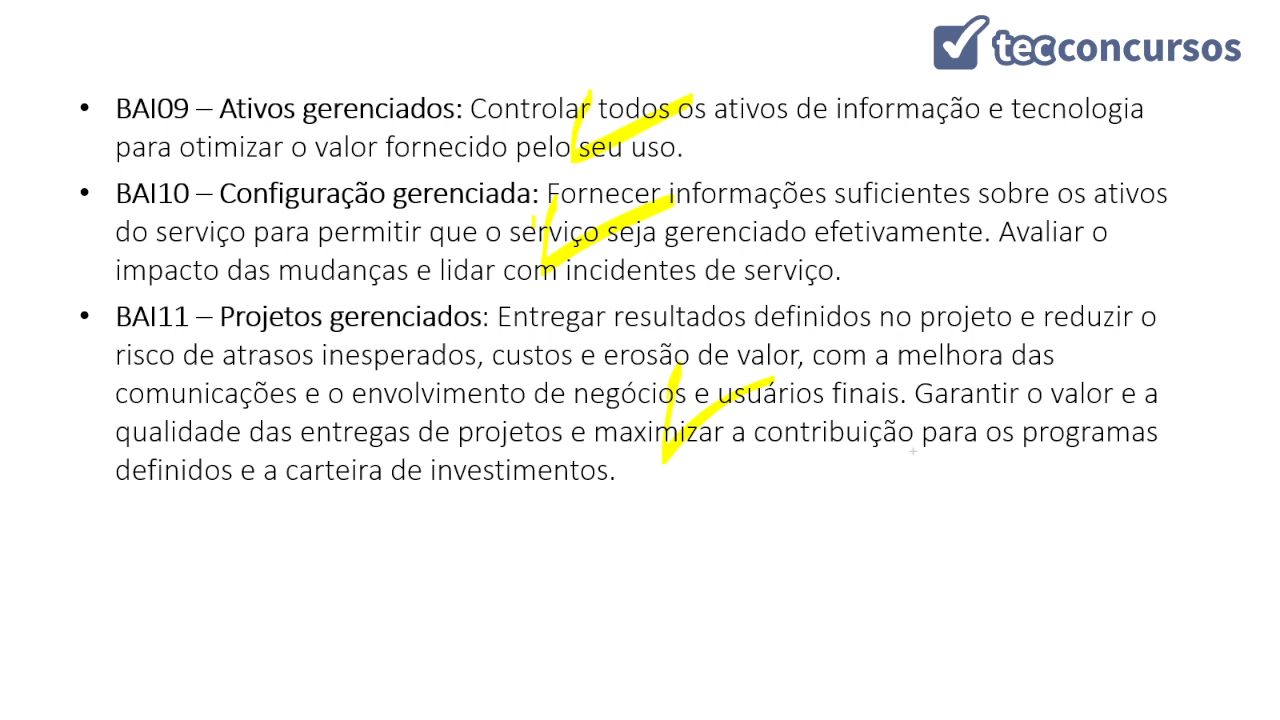 tecconcursos
• BAI09 – Ativos gerenciados: Controlar todos os ativos de informação e tecnologia
para otimizar o valor fornecido pelo seu uso.
• BAI10 – Configuração gerenciada: Fornecer informações suficientes sobre os ativos
do serviço para permitir que o serviço seja gerenciado efetivamente. Avaliar o
impacto das mudanças e lidar com incidentes de serviço.
• BAI11 – Projetos gerenciados: Entregar resultados definidos no projeto e reduzir o
risco de atrasos inesperados, custos e erosão de valor, com a melhora das
comunicações e o envolvimento de negócios e usuários finais. Garantir o valor e a
qualidade das entregas de projetos e maximizar a contribuição para os programas
definidos e a carteira de investimentos.